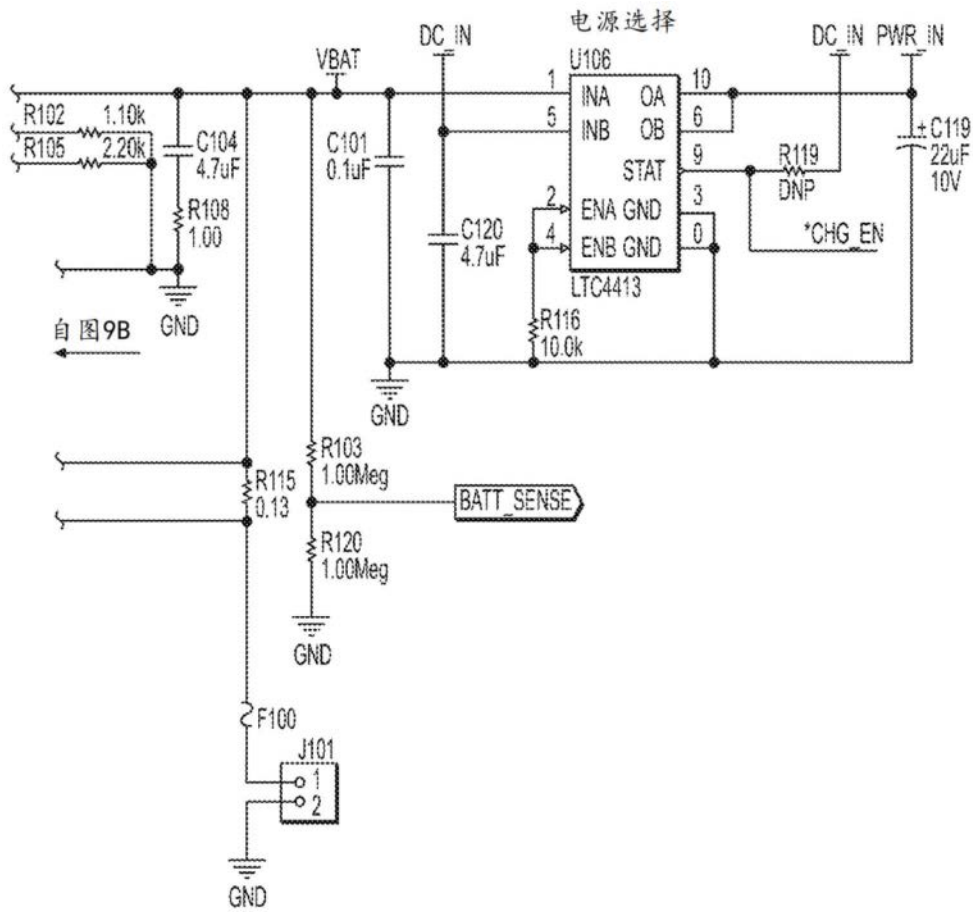 电源选择
DC_IN
DC_IN PWR_IN
VBAT
U106
1 INA OA 10
5 INB OB 6
STAT 9
2 ENA GND 3
4 ENB GND 0
LTC4413
R102 1.10k
R105 2.20k
C104
4.7uF
R108
1.00
GND
C101
0.1uF
C120
4.7uF
R116
10.0k
GND
R119
DNP
*CHG_EN
± C119
22uF
10V
自图9B
R103
1.00Meg
R115
0.13
BATT_SENSE
R120
1.00Meg
GND
F100
J101
1
2
GND